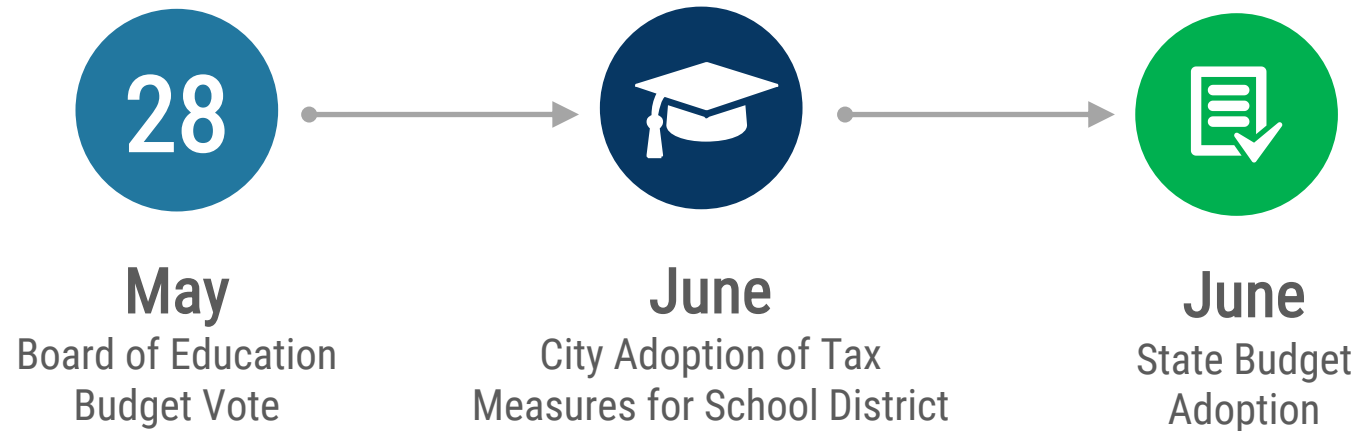 28
May
Board of Education
Budget Vote
June
City Adoption of Tax
Measures for School District
June
State Budget
Adoption